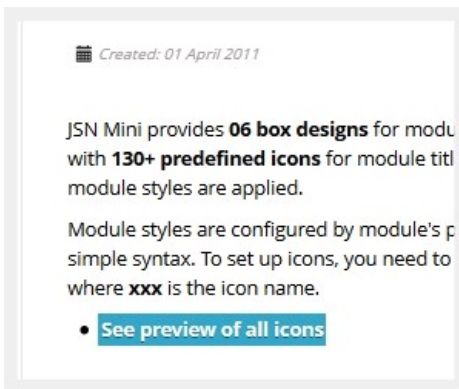 Created: 01 April 2011
JSN Mini provides 06 box designs for modu
with 130+ predefined icons for module titl
module styles are applied.
Module styles are configured by module's p
simple syntax. To set up icons, you need to
where xxx is the icon name.
• See preview of all icons